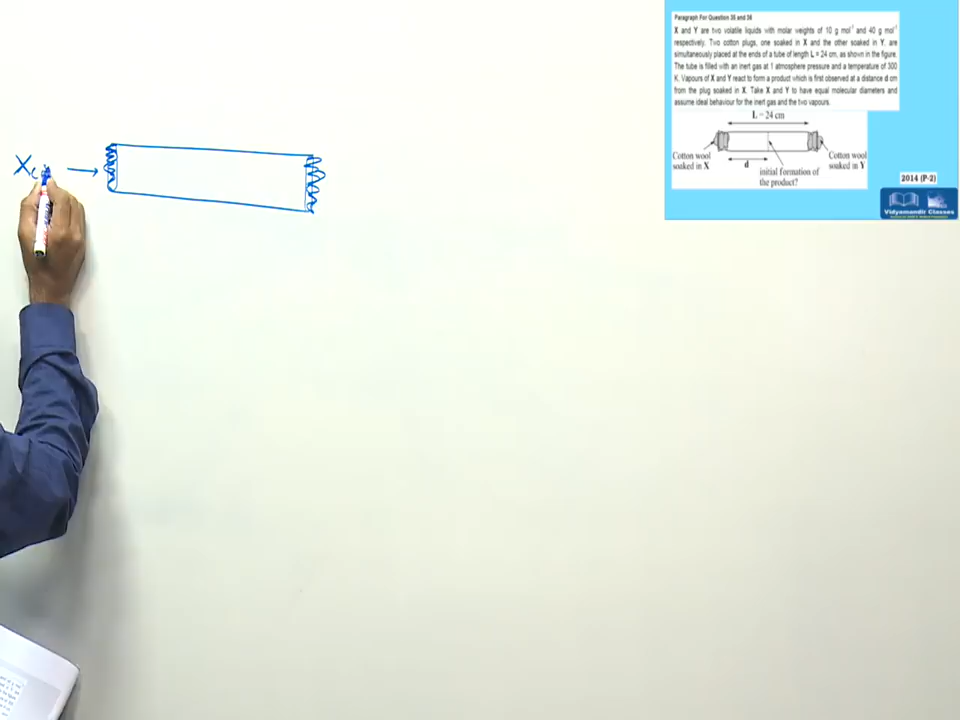 Paragraph For Question 35 and 36
X and Y are two volatile liquids with molar weights of 10 g mol⁻¹ and 40 g mol⁻¹
respectively. Two cotton plugs, one soaked in X and the other soaked in Y, are
simultaneously placed at the ends of a tube of length L = 24 cm, as shown in the figure.
The tube is filled with an inert gas at 1 atmosphere pressure and a temperature of 300
K. Vapours of X and Y react to form a product which is first observed at a distance d cm
from the plug soaked in X. Take X and Y to have equal molecular diameters and
assume ideal behaviour for the inert gas and the two vapours.
L = 24 cm
Cotton wool
soaked in X
d
initial formation of
the product?
Cotton wool
soaked in Y
2014 (P-2)
Vidyamandir Classes
X